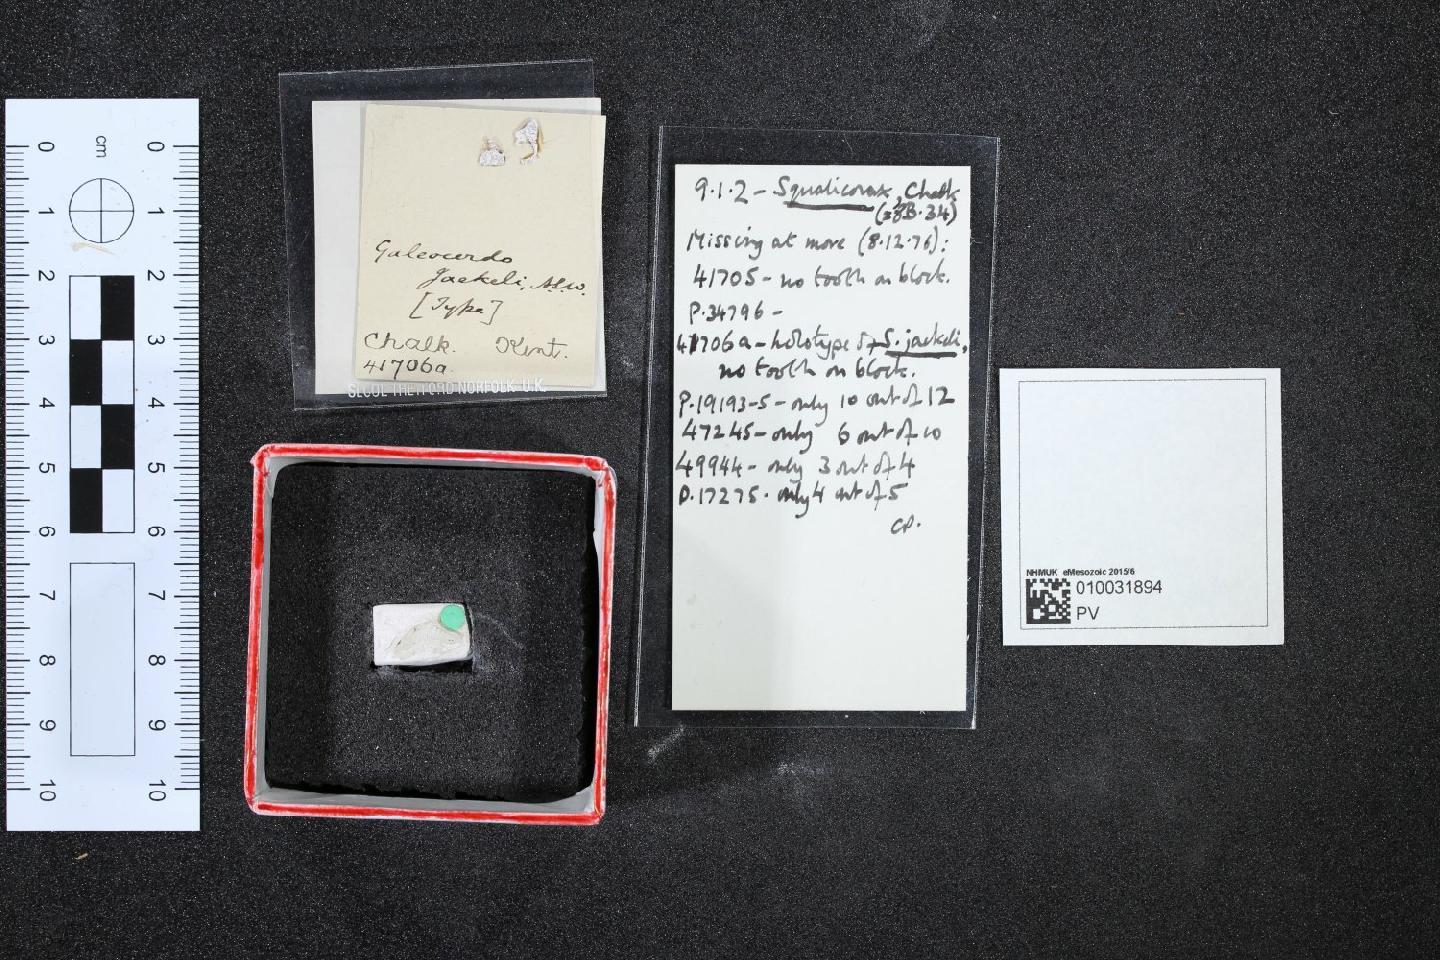 cm
0 0
1 1
2 2
3 3
4 4
5 5
6 6
7 7
8 8
9 9
10 10
Galeocerdo
Jaekeli, A.S.W.
[Type]
Chalk. Kent.
41706a
SECOL THETFORD NORFOLK U.K.
9.1.2 - Squalicorax, Chalk
Missing at move (8.12.76):
41705 - no tooth on block.
P.34796 -
41706a - holotype of S. jaekeli,
no tooth on block.
P.19193-5 - only 10 out of 12
47245 - only 6 out of 10
49944 - only 3 out of 4
P.17275 - only 4 out of 5
CP.
NHMUK eMesozoic 2015/6
010031894
PV